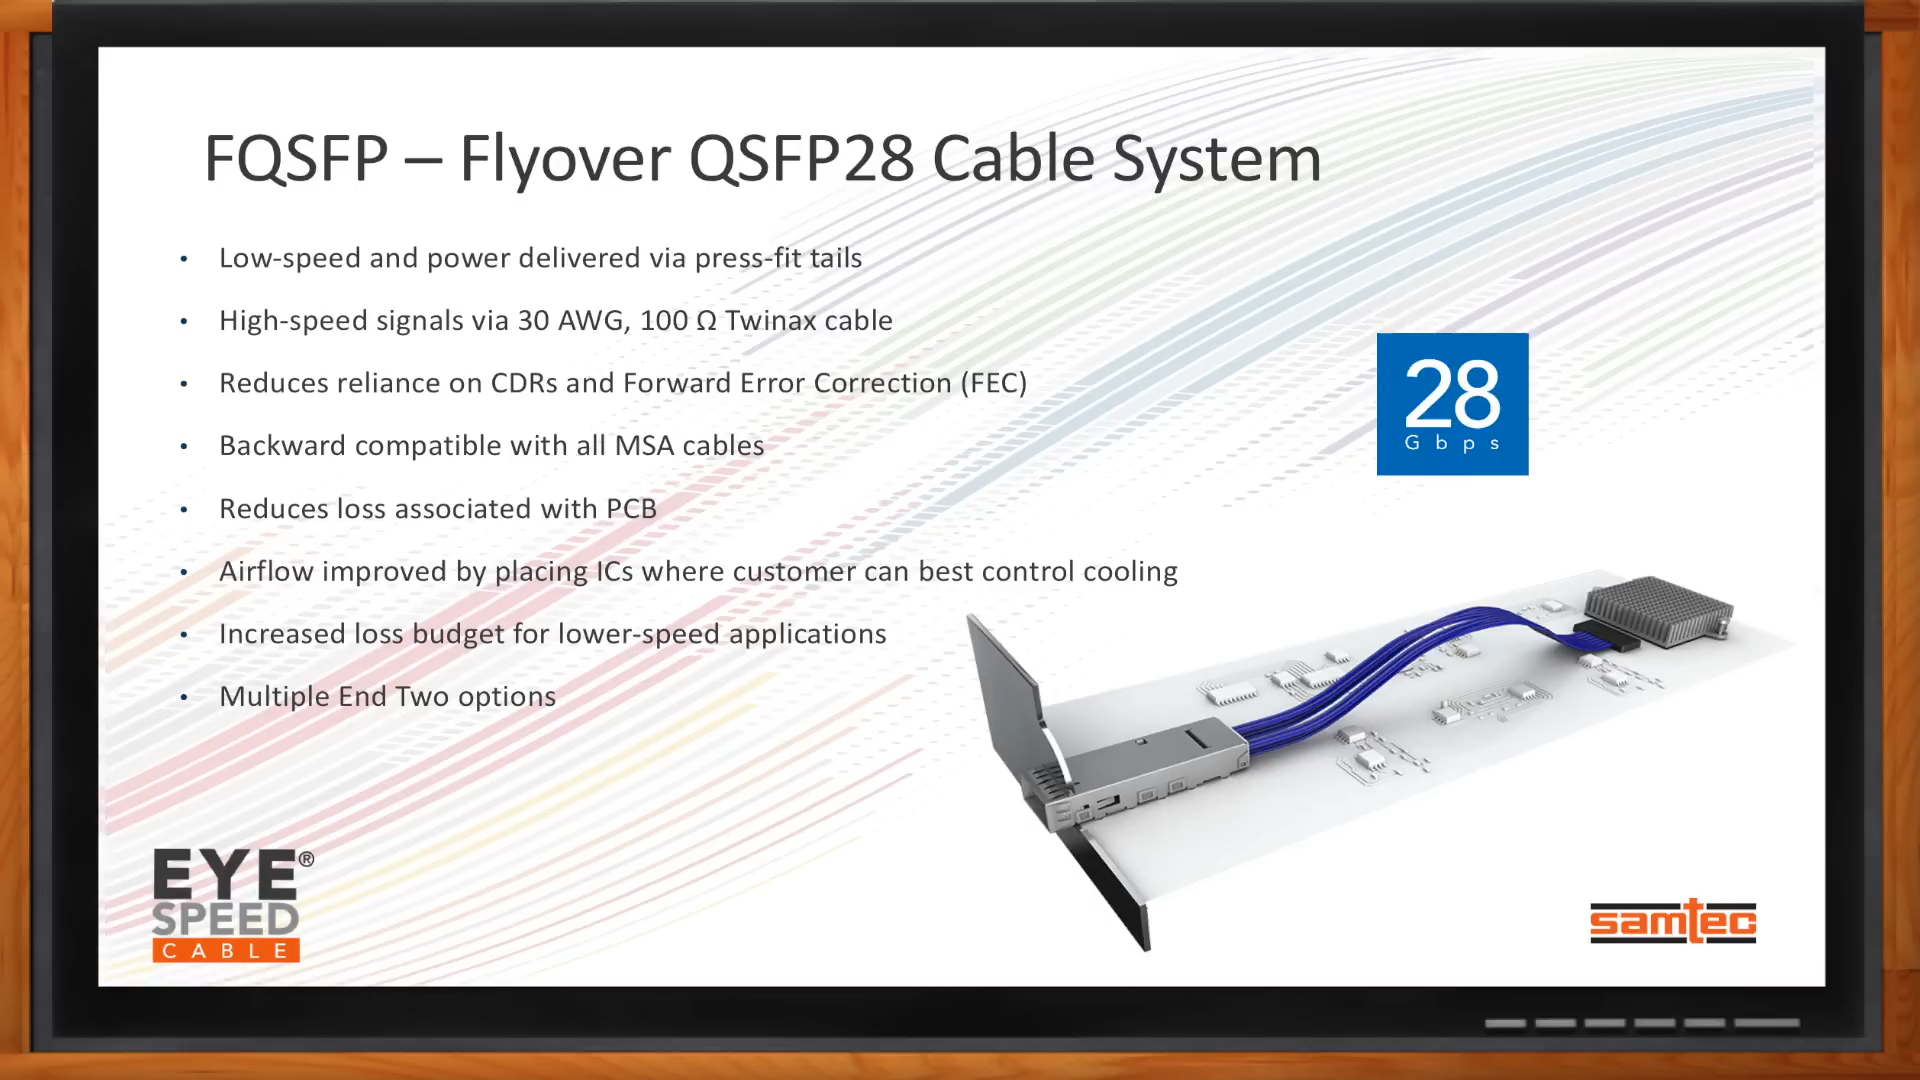 FQSFP – Flyover QSFP28 Cable System
• Low-speed and power delivered via press-fit tails
• High-speed signals via 30 AWG, 100 Ω Twinax cable
• Reduces reliance on CDRs and Forward Error Correction (FEC)
• Backward compatible with all MSA cables
• Reduces loss associated with PCB
• Airflow improved by placing ICs where customer can best control cooling
• Increased loss budget for lower-speed applications
• Multiple End Two options
28
Gbps
EYE®
SPEED
CABLE
samtec